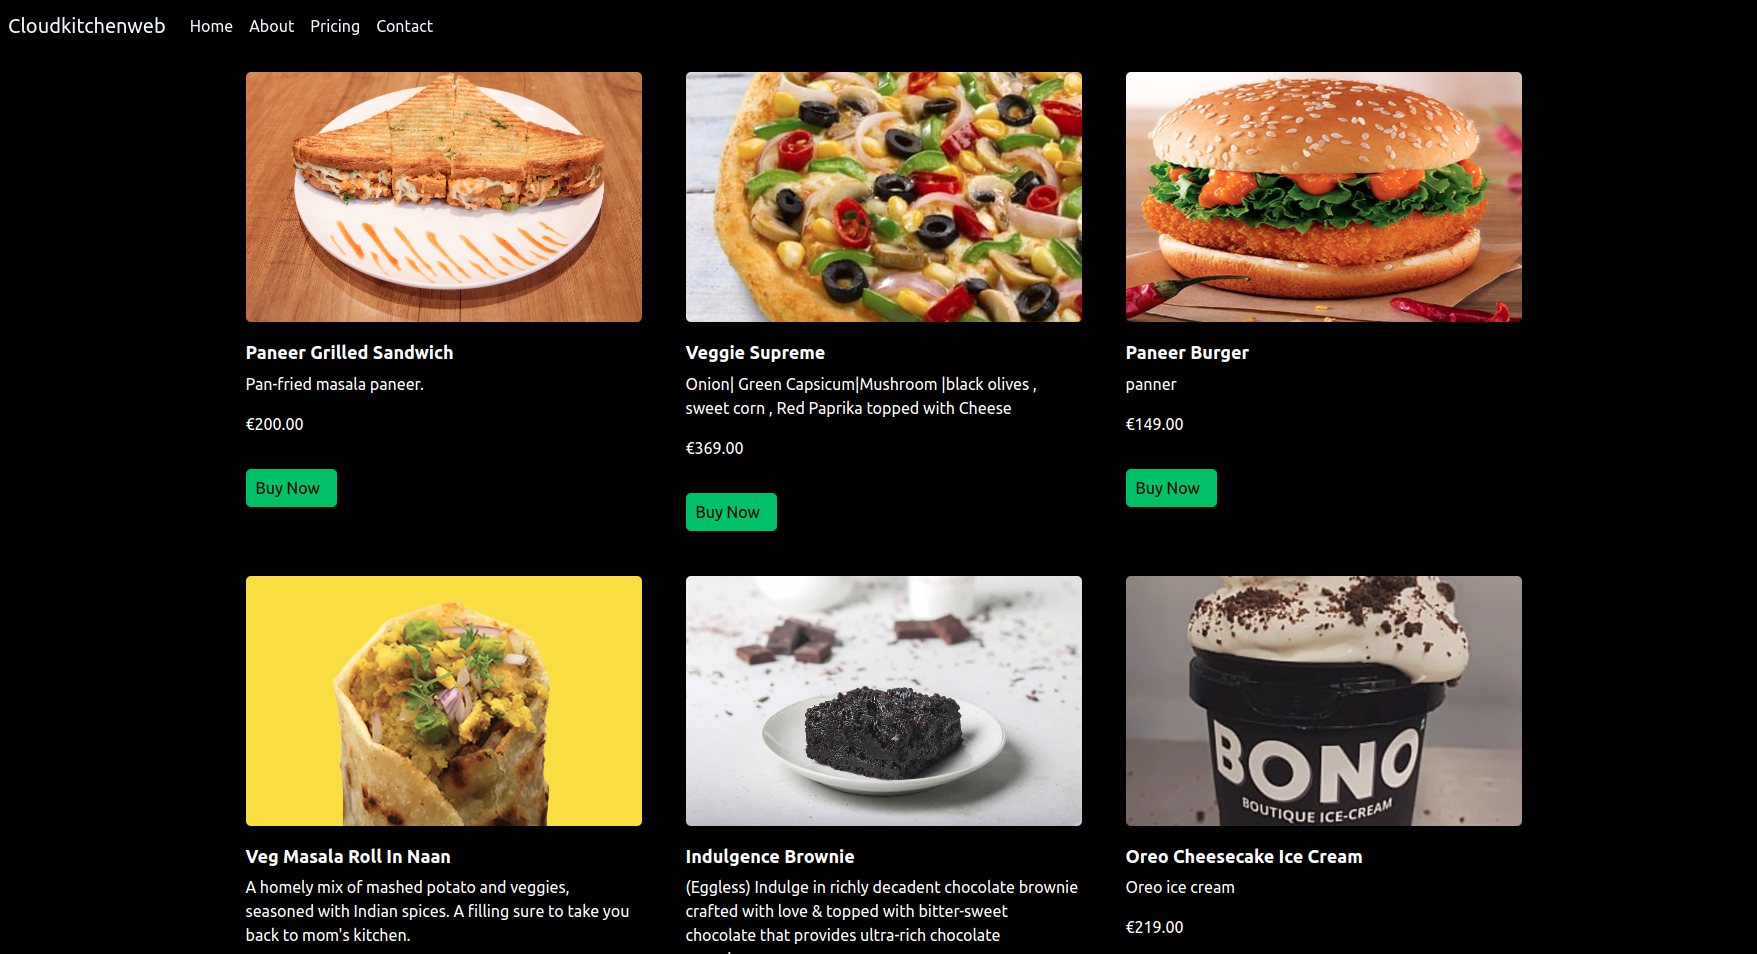 Cloudkitchenweb Home About Pricing Contact
Paneer Grilled Sandwich
Pan-fried masala paneer.
€200.00
Buy Now
Veggie Supreme
Onion| Green Capsicum|Mushroom |black olives ,
sweet corn , Red Paprika topped with Cheese
€369.00
Buy Now
Paneer Burger
panner
€149.00
Buy Now
Veg Masala Roll In Naan
A homely mix of mashed potato and veggies,
seasoned with Indian spices. A filling sure to take you
back to mom's kitchen.
Indulgence Brownie
(Eggless) Indulge in richly decadent chocolate brownie
crafted with love & topped with bitter-sweet
chocolate that provides ultra-rich chocolate
BONO
BOUTIQUE ICE-CREAM
Oreo Cheesecake Ice Cream
Oreo ice cream
€219.00